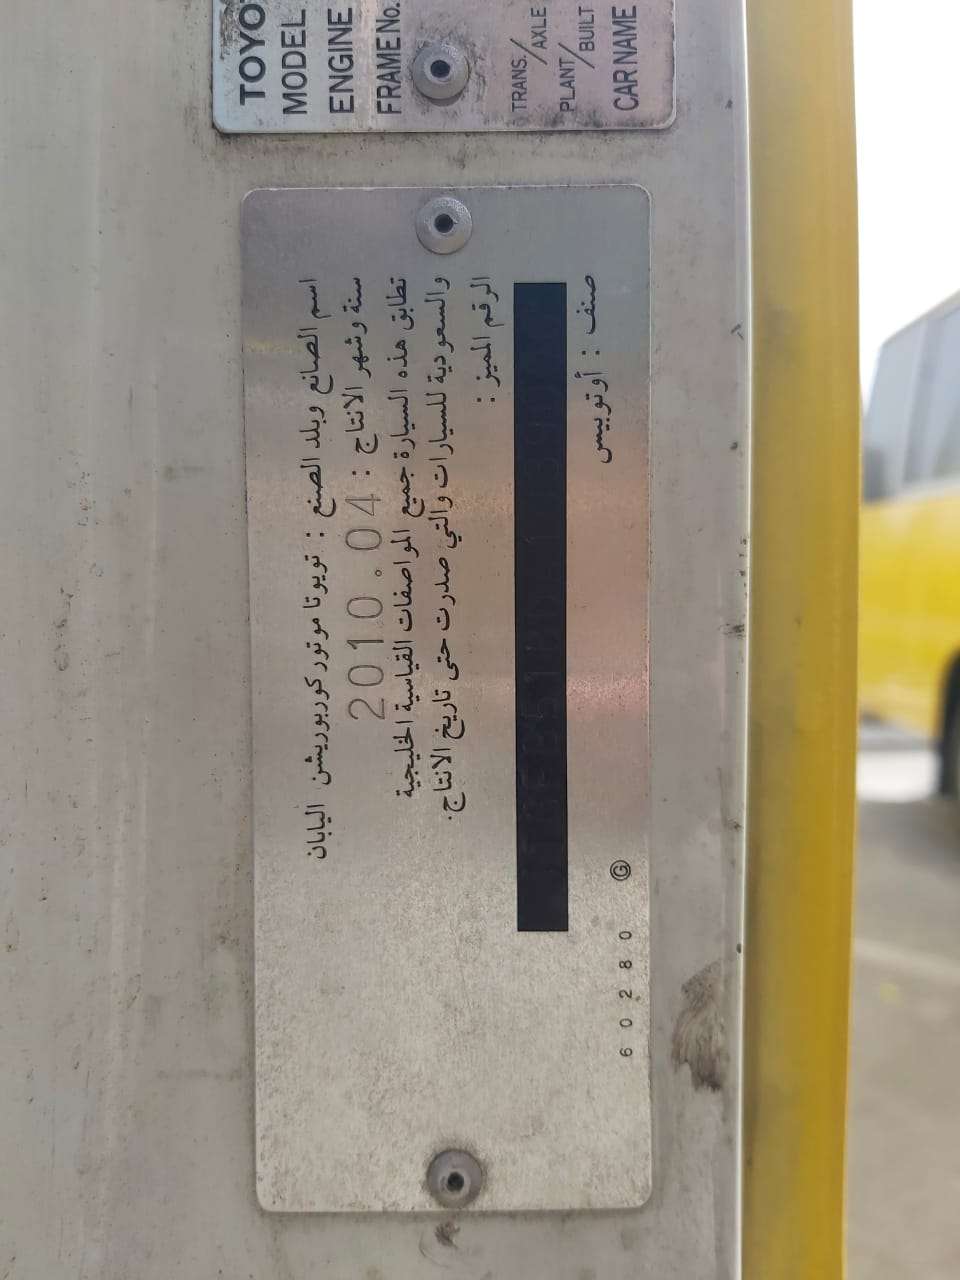 TOYO
MODEL
ENGINE
FRAME No.
TRANS./AXLE
PLANT/BUILT
CAR NAME
اسم الصانع وبلد الصنع : تويوتا موتور كوربوريشن اليابان
سنة وشهر الانتاج : 2010.04
تطابق هذه السيارة جميع المواصفات القياسية الخليجية
والسعودية للسيارات والتي صدرت حتى تاريخ الانتاج.
الرقم المميز :
صنف : أوتوبيس
60280 G